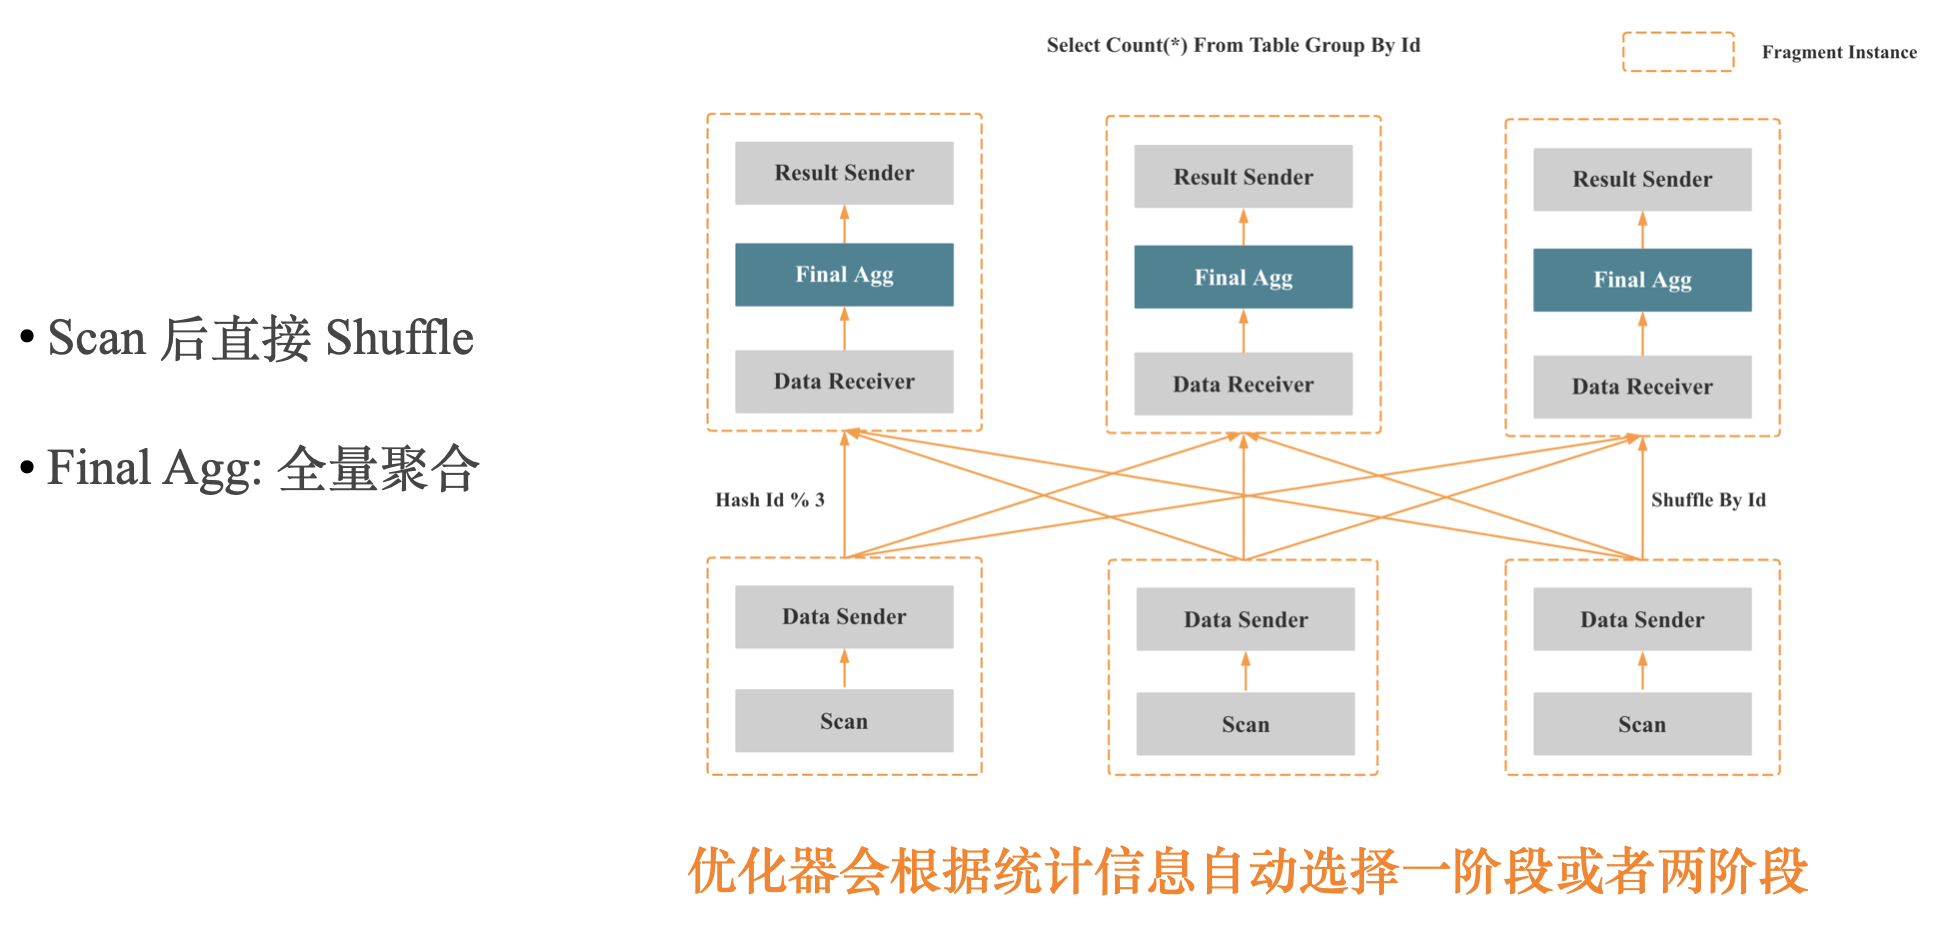 Select Count(*) From Table Group By Id
Fragment Instance
• Scan 后直接 Shuffle
• Final Agg: 全量聚合
Result Sender
Result Sender
Result Sender
Final Agg
Final Agg
Final Agg
Data Receiver
Data Receiver
Data Receiver
Hash Id % 3
Shuffle By Id
Data Sender
Data Sender
Data Sender
Scan
Scan
Scan
优化器会根据统计信息自动选择一阶段或者两阶段